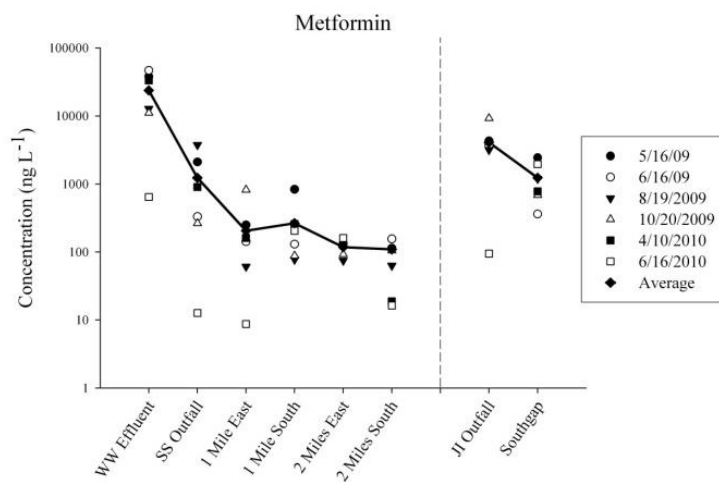 Metformin
Concentration (ng L-1)
100000
10000
1000
100
10
1
WW Effluent
SS Outfall
1 Mile East
1 Mile South
2 Miles East
2 Miles South
JI Outfall
Southgap
5/16/09
6/16/09
8/19/2009
10/20/2009
4/10/2010
6/16/2010
Average